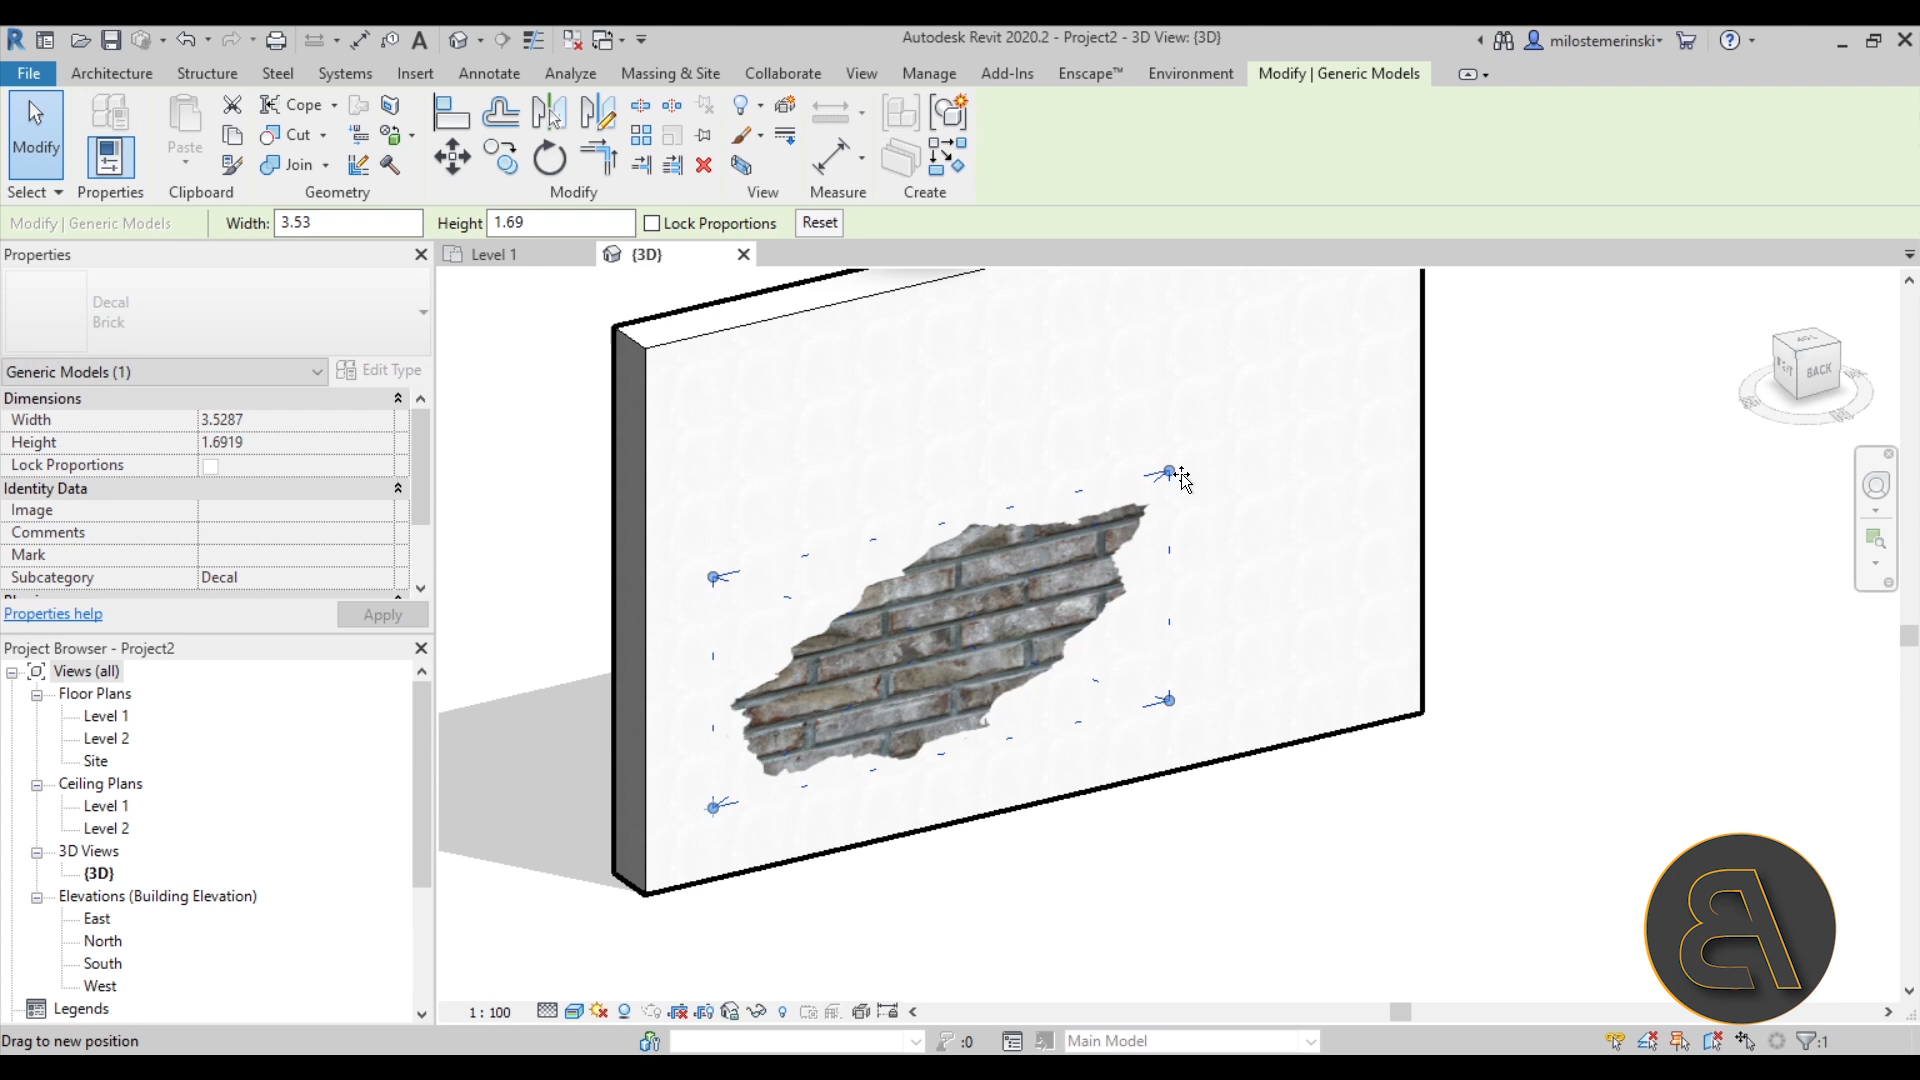 Autodesk Revit 2020.2 - Project2 - 3D View: {3D}
milostemerinski
File Architecture Structure Steel Systems Insert Annotate Analyze Massing & Site Collaborate View Manage Add-Ins Enscape™ Environment Modify | Generic Models
Modify Paste Cope Cut Join
Select Properties Clipboard Geometry Modify View Measure Create
Modify | Generic Models Width: 3.53 Height 1.69 Lock Proportions Reset
Properties
Level 1 {3D}
Decal
Brick
Generic Models (1) Edit Type
Dimensions
Width 3.5287
Height 1.6919
Lock Proportions
Identity Data
Image
Comments
Mark
Subcategory Decal
Properties help Apply
BACK
Project Browser - Project2
Views (all)
Floor Plans
Level 1
Level 2
Site
Ceiling Plans
Level 1
Level 2
3D Views
{3D}
Elevations (Building Elevation)
East
North
South
West
Legends
1 : 100
Drag to new position :0 Main Model :1